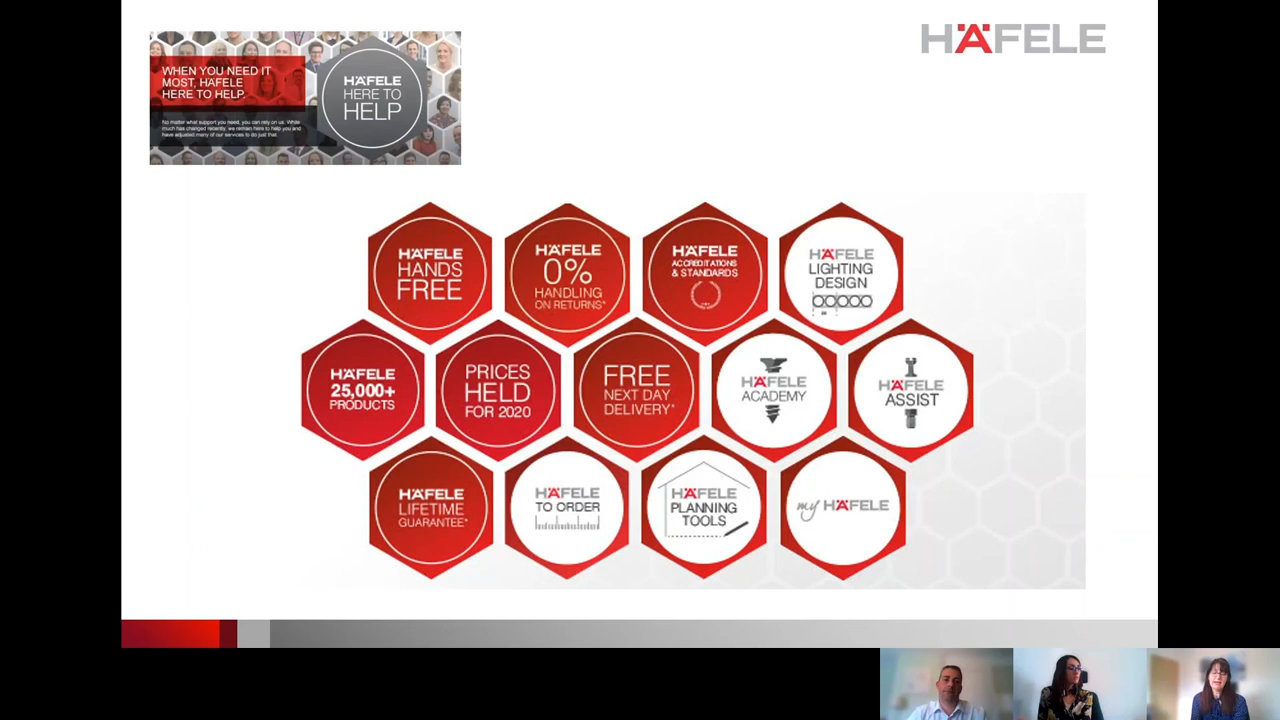 HÄFELE
WHEN YOU NEED IT
MOST, HÄFELE
HERE TO HELP.
No matter what support you need, you can rely on us. While
much has changed recently, we remain here to help you and
have adjusted many of our services to do just that.
HÄFELE
HERE TO
HELP
HÄFELE
HANDS
FREE
HÄFELE
0%
HANDLING
ON RETURNS*
HÄFELE
ACCREDITATIONS
& STANDARDS
HÄFELE
LIGHTING
DESIGN
HÄFELE
25,000+
PRODUCTS
PRICES
HELD
FOR 2020
FREE
NEXT DAY
DELIVERY*
HÄFELE
ACADEMY
HÄFELE
ASSIST
HÄFELE
LIFETIME
GUARANTEE*
HÄFELE
TO ORDER
HÄFELE
PLANNING
TOOLS
my HÄFELE